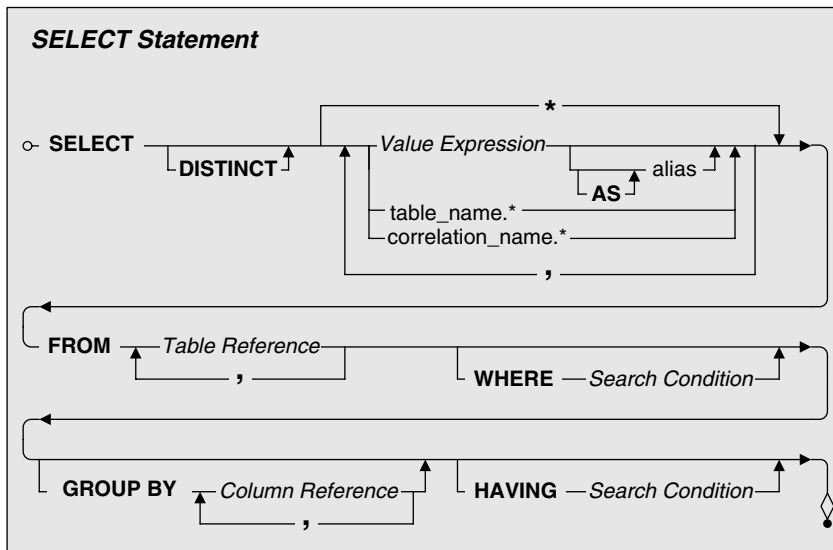 SELECT Statement
*
SELECT Value Expression
DISTINCT alias
AS
table_name.*
correlation_name.*
,
FROM Table Reference
, WHERE Search Condition
GROUP BY Column Reference HAVING Search Condition
,